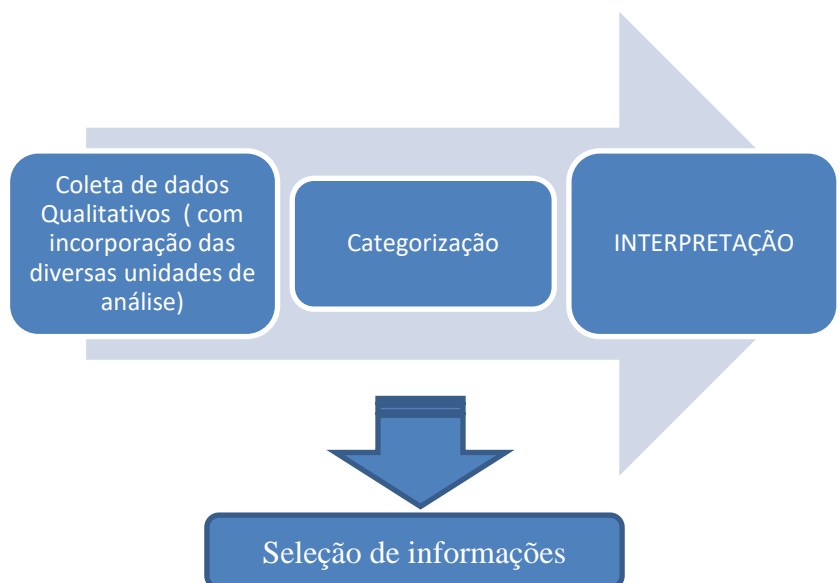 Coleta de dados
Qualitativos ( com
incorporação das
diversas unidades de
análise)
Categorização
INTERPRETAÇÃO
Seleção de informações